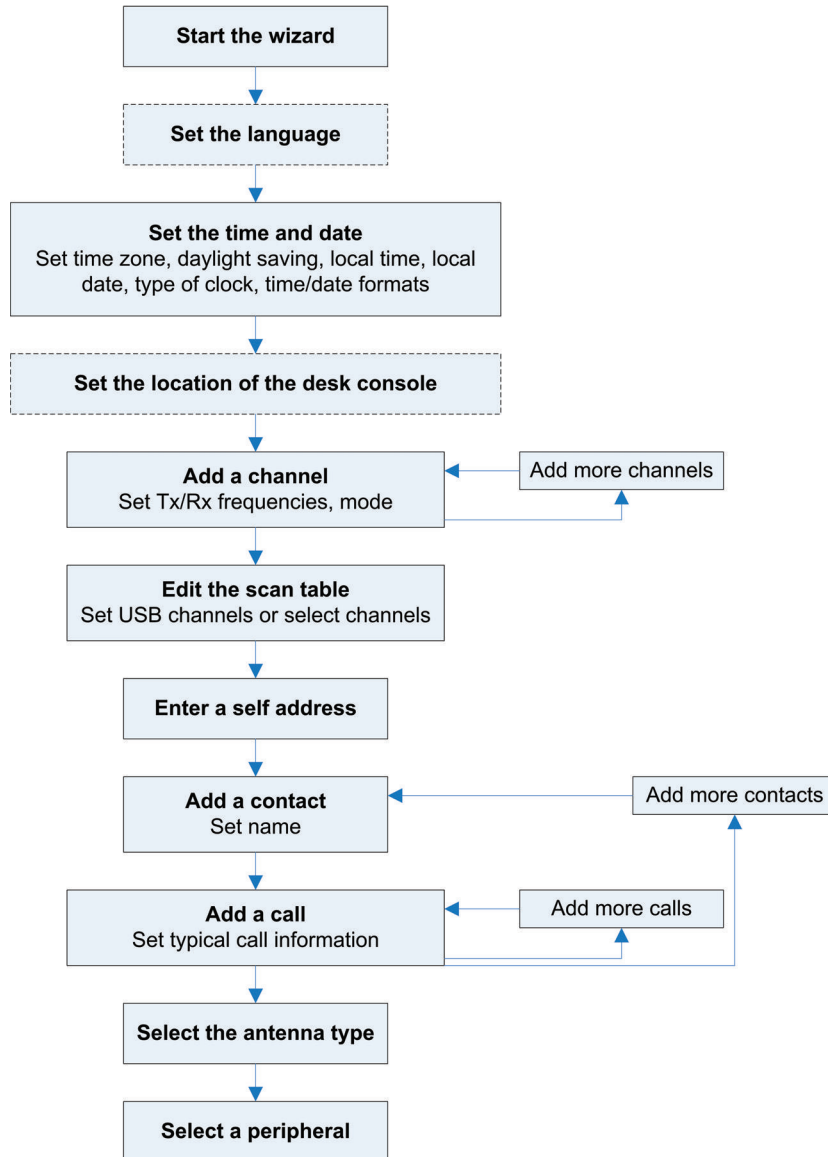 Start the wizard
Set the language
Set the time and date
Set time zone, daylight saving, local time, local
date, type of clock, time/date formats
Set the location of the desk console
Add a channel
Set Tx/Rx frequencies, mode
Add more channels
Edit the scan table
Set USB channels or select channels
Enter a self address
Add a contact
Set name
Add more contacts
Add a call
Set typical call information
Add more calls
Select the antenna type
Select a peripheral